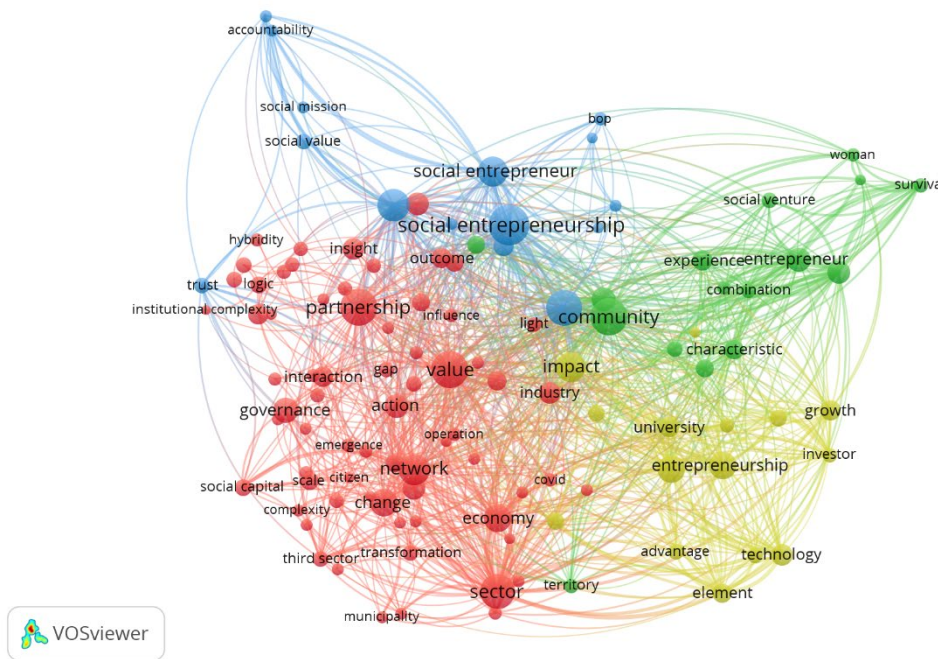 accountability
social mission
bop
social value
woman
social entrepreneur
surviva
social venture
social entrepreneurship
hybridity
insight
outcome
experience
entrepreneur
trust
logic
combination
institutional complexity
partnership
influence
light
community
characteristic
gap
value
impact
interaction
industry
governance
action
growth
university
emergence
operation
investor
network
entrepreneurship
social capital
scale
citizen
covid
change
complexity
economy
third sector
transformation
advantage
technology
territory
sector
element
municipality
VOSviewer